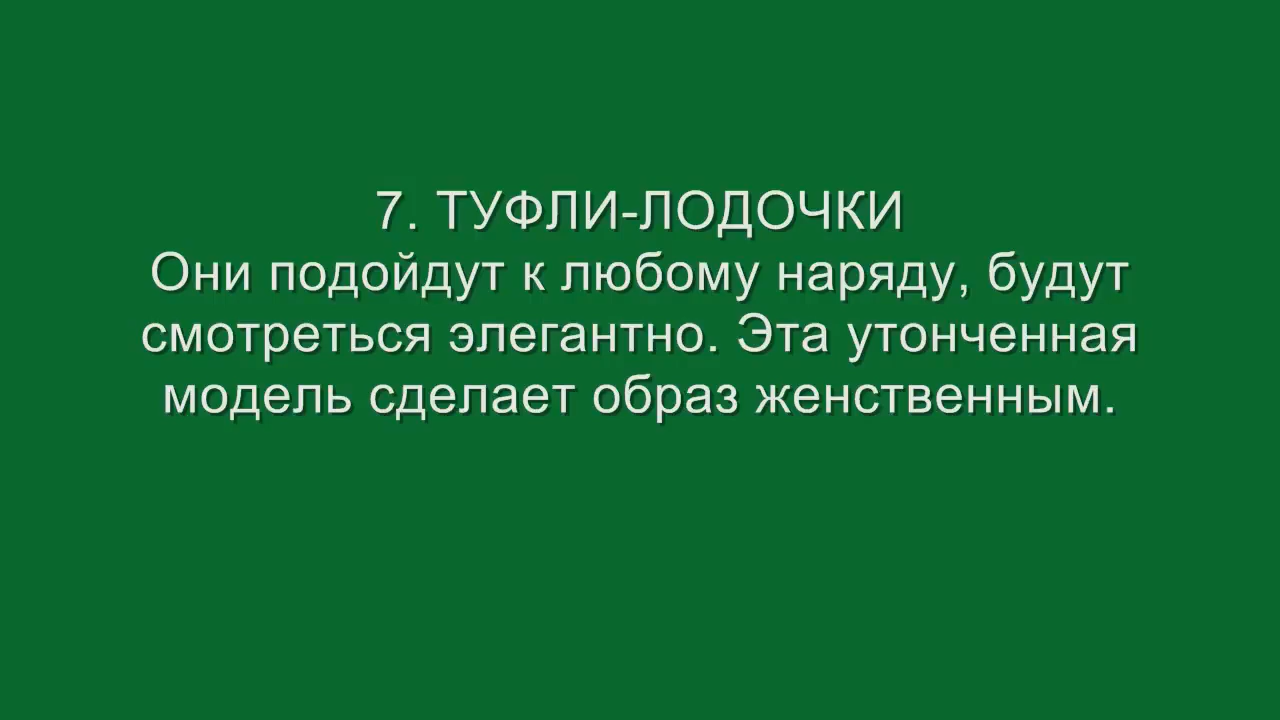 7. ТУФЛИ-ЛОДОЧКИ
Они подойдут к любому наряду, будут
смотреться элегантно. Эта утонченная
модель сделает образ женственным.